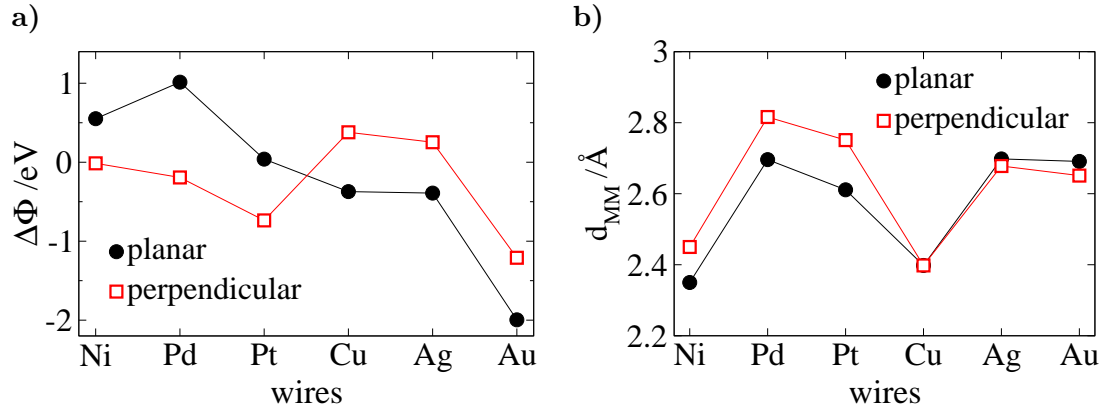 a)
ΔΦ /eV
1
0
-1
-2
planar
perpendicular
Ni Pd Pt Cu Ag Au
wires
b)
d_MM /Å
3
2.8
2.6
2.4
2.2
planar
perpendicular
Ni Pd Pt Cu Ag Au
wires